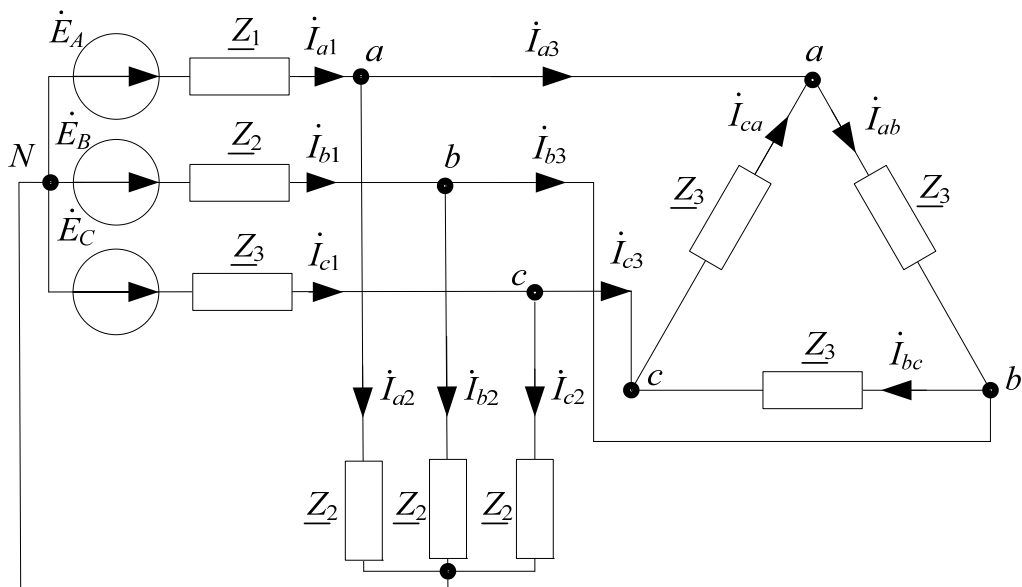 Ė_A Z_1 İ_a1 a İ_a3 a
İ_ca İ_ab
N Ė_B Z_2 İ_b1 b İ_b3
Z_3 Z_3
Ė_C Z_3 İ_c1 c İ_c3
c Z_3 İ_bc b
İ_a2 İ_b2 İ_c2
Z_2 Z_2 Z_2